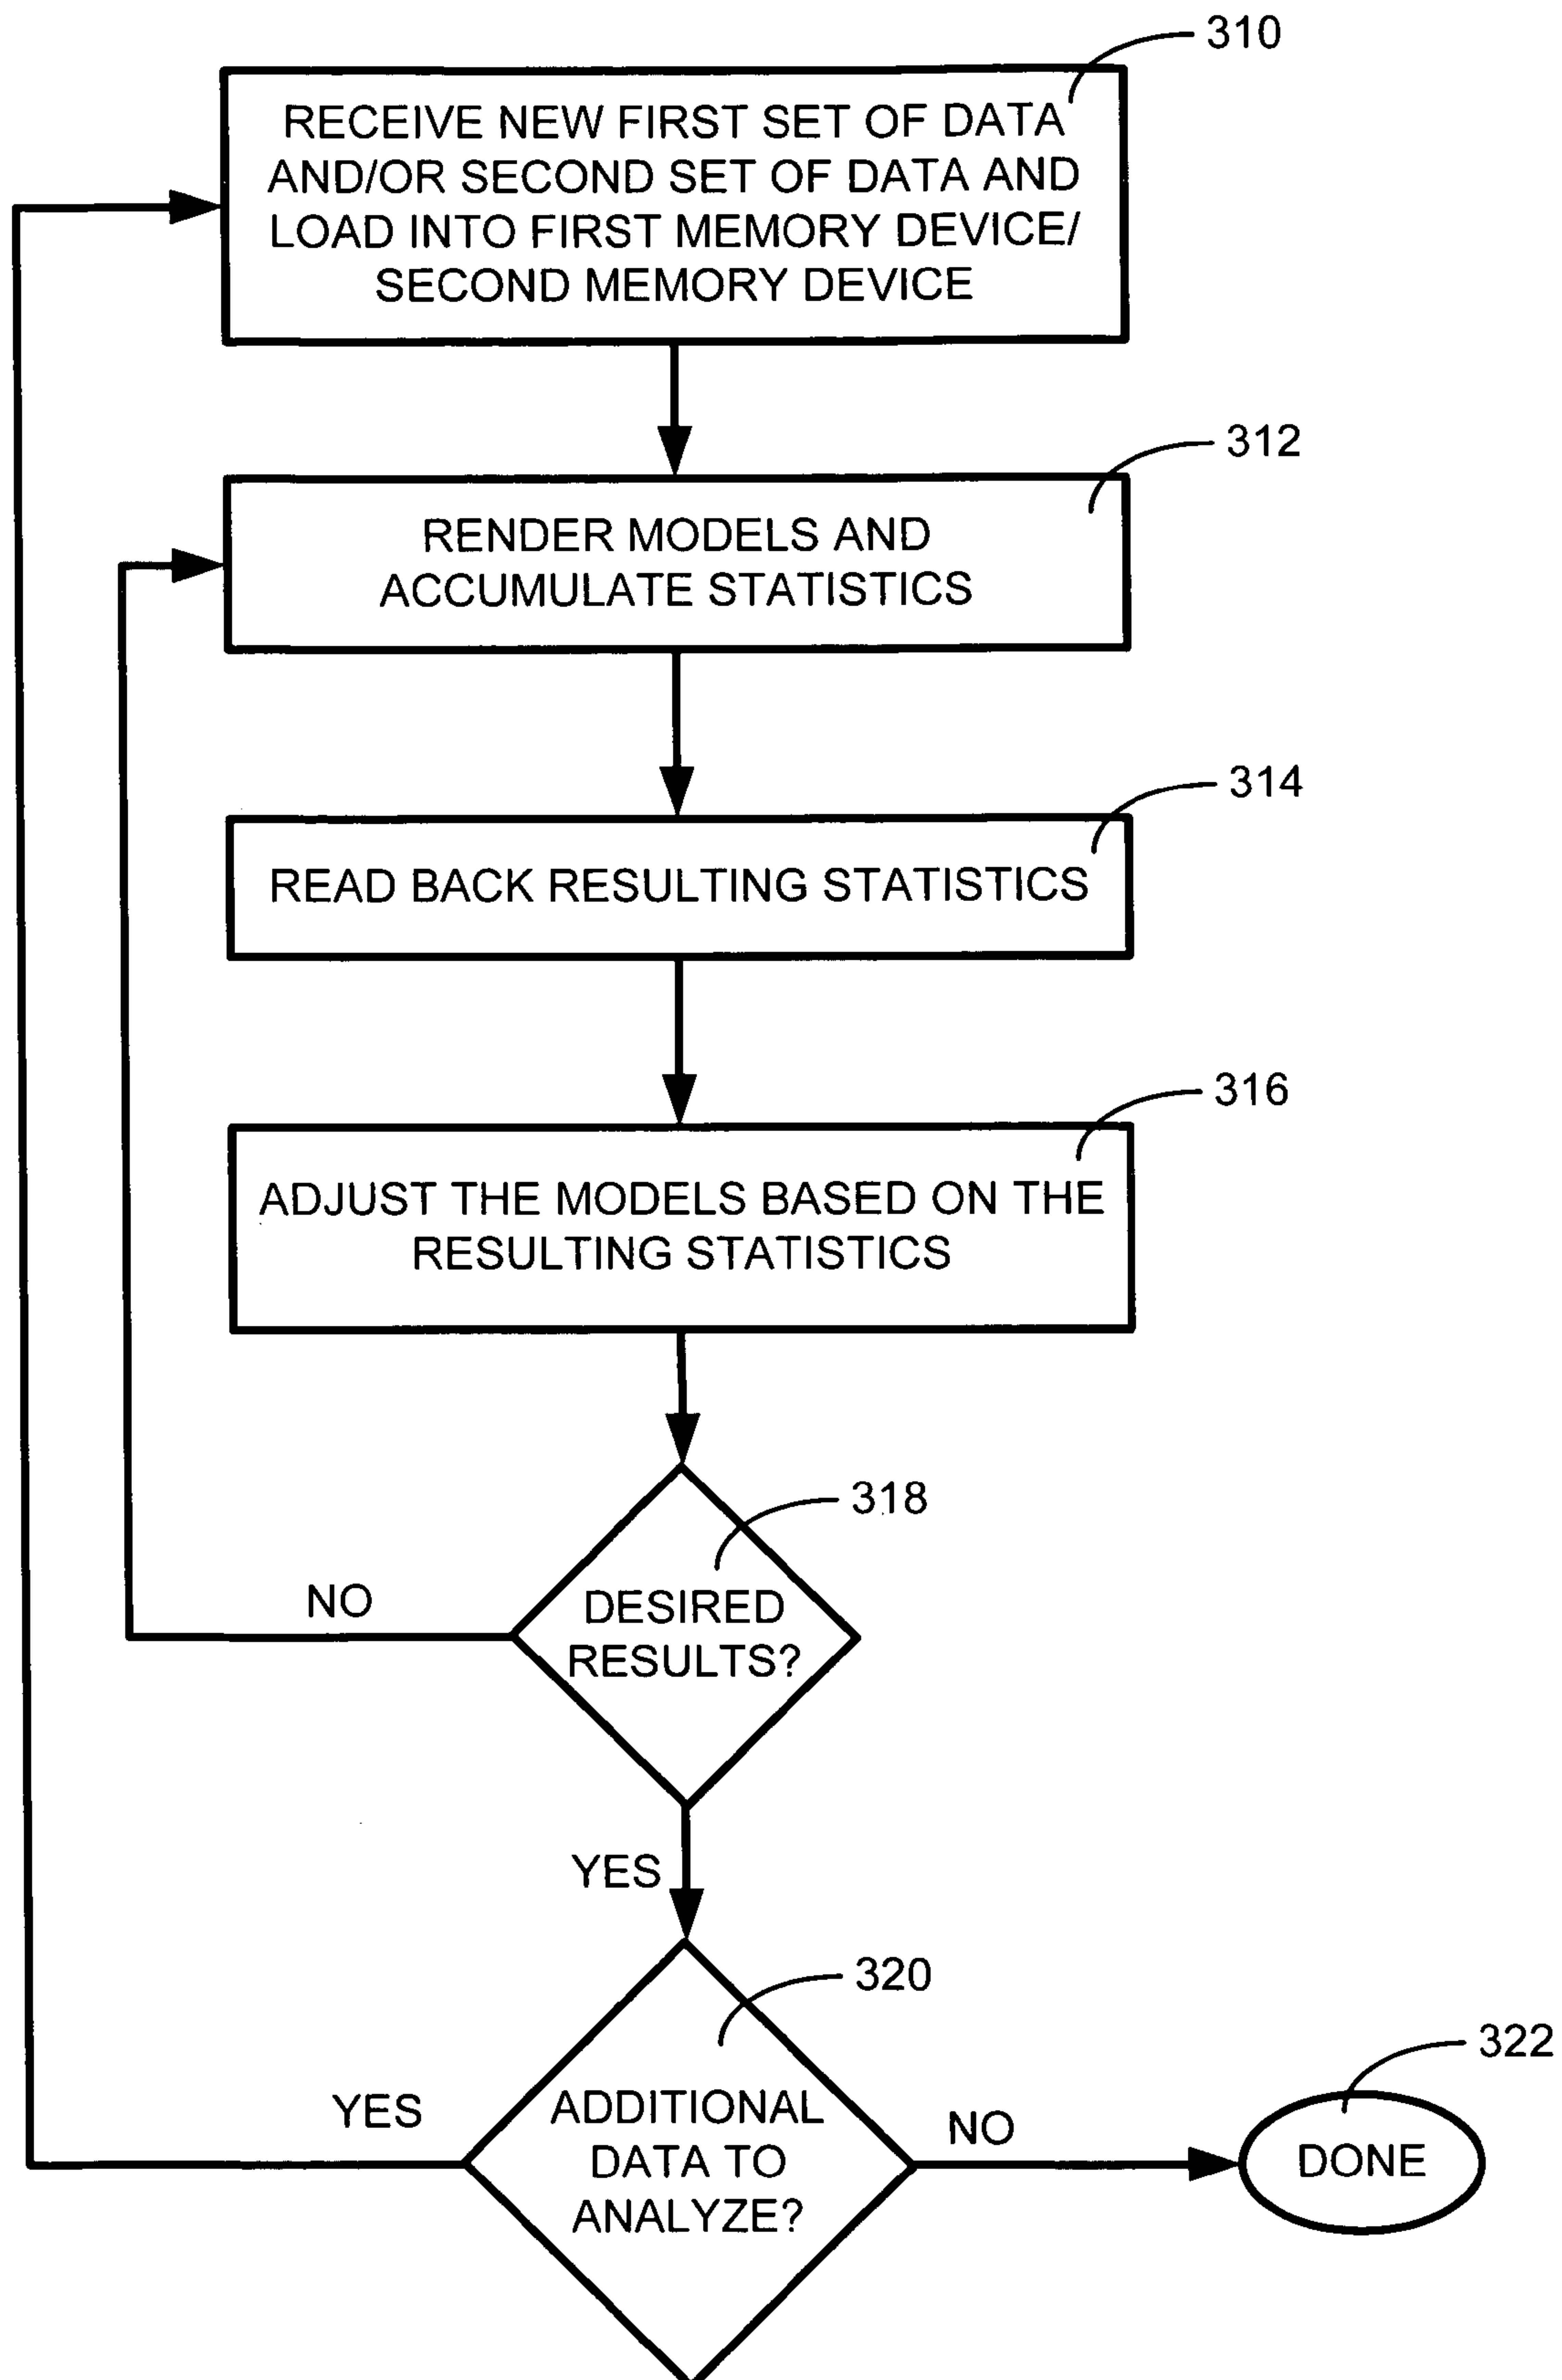 310
RECEIVE NEW FIRST SET OF DATA
AND/OR SECOND SET OF DATA AND
LOAD INTO FIRST MEMORY DEVICE/
SECOND MEMORY DEVICE
312
RENDER MODELS AND
ACCUMULATE STATISTICS
314
READ BACK RESULTING STATISTICS
316
ADJUST THE MODELS BASED ON THE
RESULTING STATISTICS
318
NO
DESIRED
RESULTS?
YES
320
322
YES
ADDITIONAL
DATA TO
ANALYZE?
NO
DONE